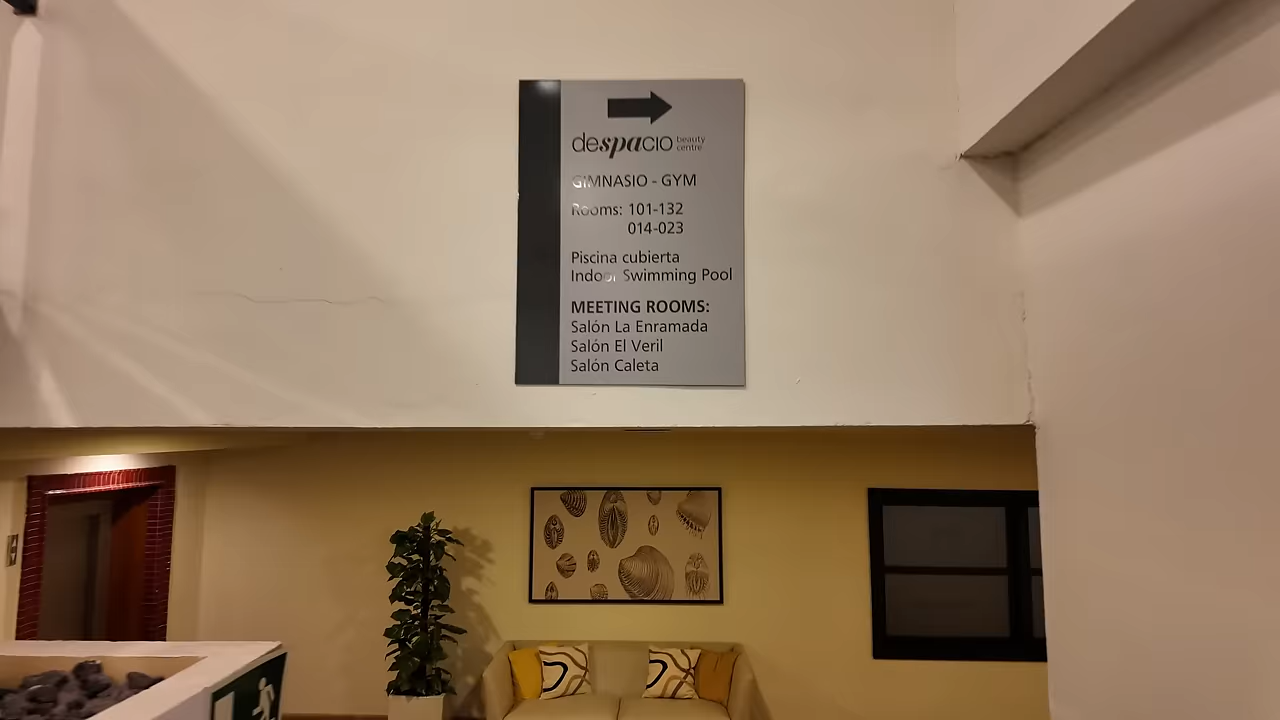 despacio beauty centre
GIMNASIO - GYM
Rooms: 101-132
014-023
Piscina cubierta
Indoor Swimming Pool
MEETING ROOMS:
Salón La Enramada
Salón El Veril
Salón Caleta